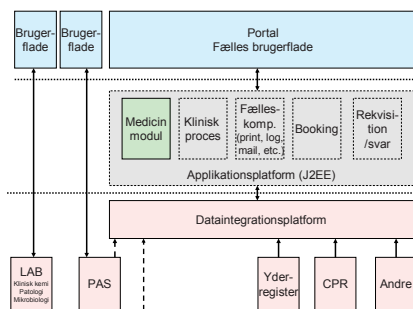 Bruger-
flade
Bruger-
flade
Portal
Fælles brugerflade
Medicin
modul
Klinisk
proces
Fælles-
komp.
(print, log,
mail, etc.)
Booking
Rekvisi-
tion
/svar
Applikationsplatform (J2EE)
Dataintegrationsplatform
LAB
Klinisk kemi
Patologi
Mikrobiologi
PAS
Yder-
register
CPR
Andre